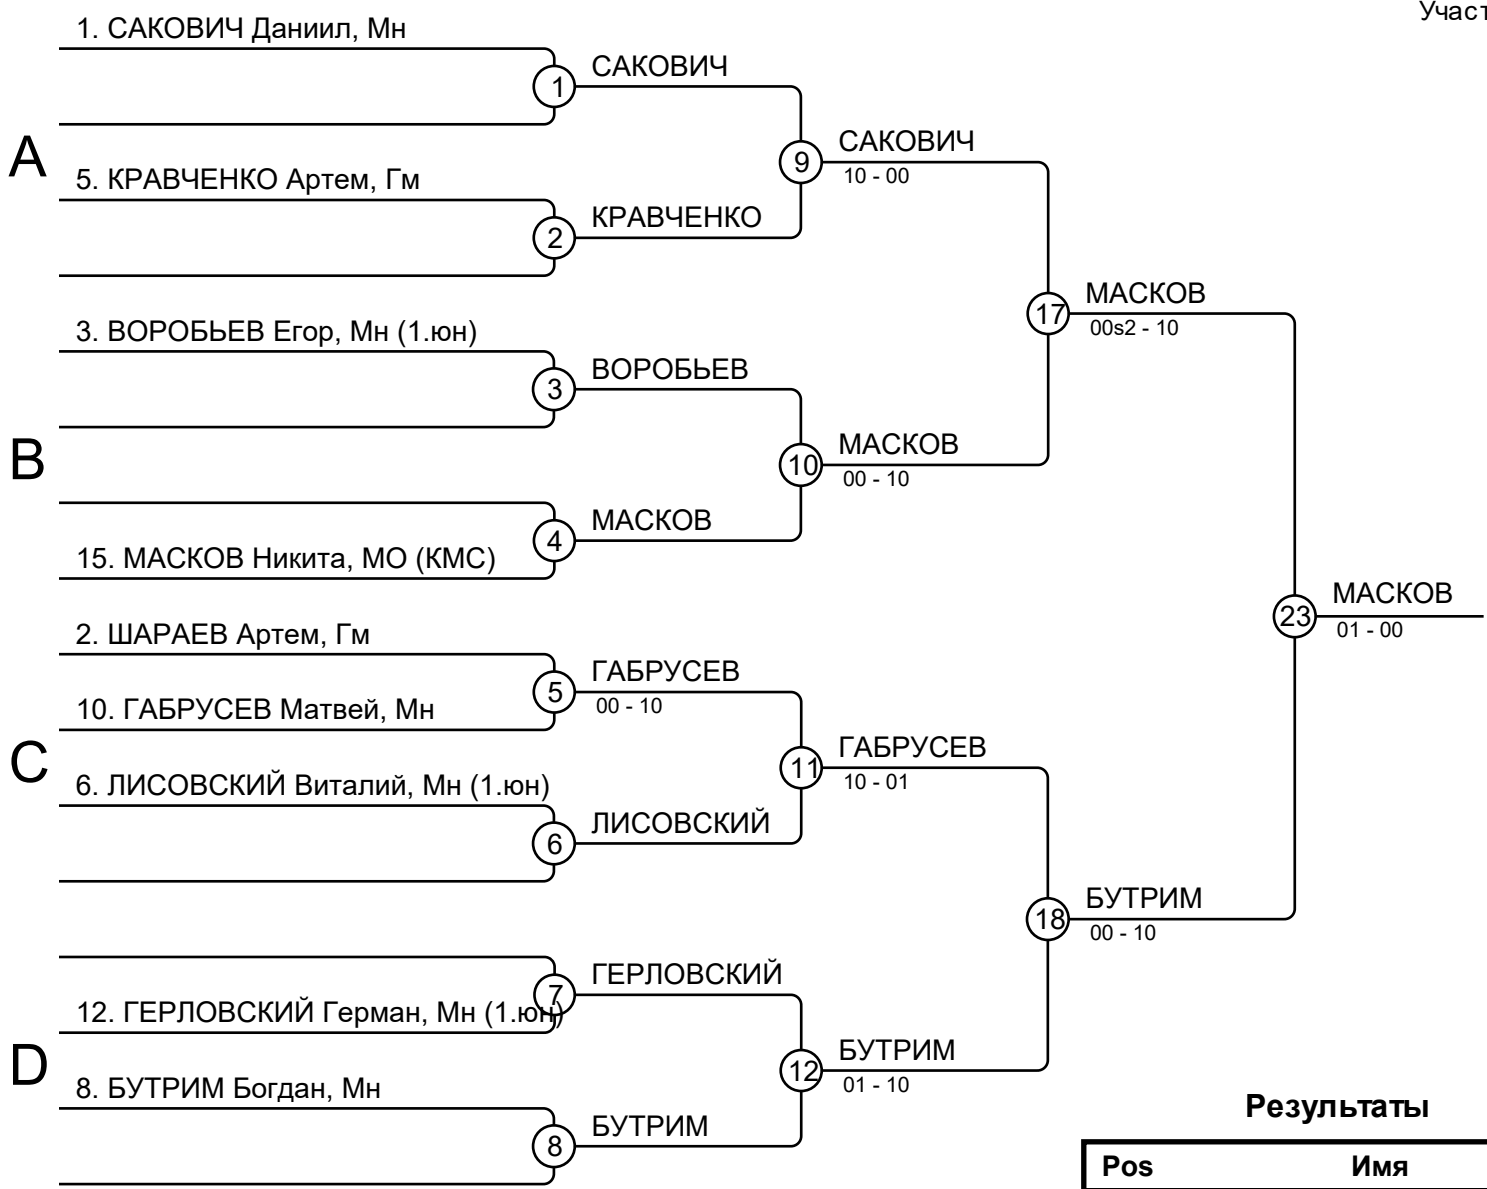 Участ
1. САКОВИЧ Даниил, Мн
1
САКОВИЧ
A
9
САКОВИЧ
10 - 00
5. КРАВЧЕНКО Артем, Гм
2
КРАВЧЕНКО
17
МАСКОВ
00s2 - 10
3. ВОРОБЬЕВ Егор, Мн (1.юн)
3
ВОРОБЬЕВ
B
10
МАСКОВ
00 - 10
4
МАСКОВ
15. МАСКОВ Никита, МО (КМС)
23
МАСКОВ
01 - 00
2. ШАРАЕВ Артем, Гм
5
ГАБРУСЕВ
00 - 10
10. ГАБРУСЕВ Матвей, Мн
C
11
ГАБРУСЕВ
10 - 01
6. ЛИСОВСКИЙ Виталий, Мн (1.юн)
6
ЛИСОВСКИЙ
18
БУТРИМ
00 - 10
7
ГЕРЛОВСКИЙ
12. ГЕРЛОВСКИЙ Герман, Мн (1.юн)
D
12
БУТРИМ
01 - 10
8. БУТРИМ Богдан, Мн
8
БУТРИМ
Результаты
Pos Имя